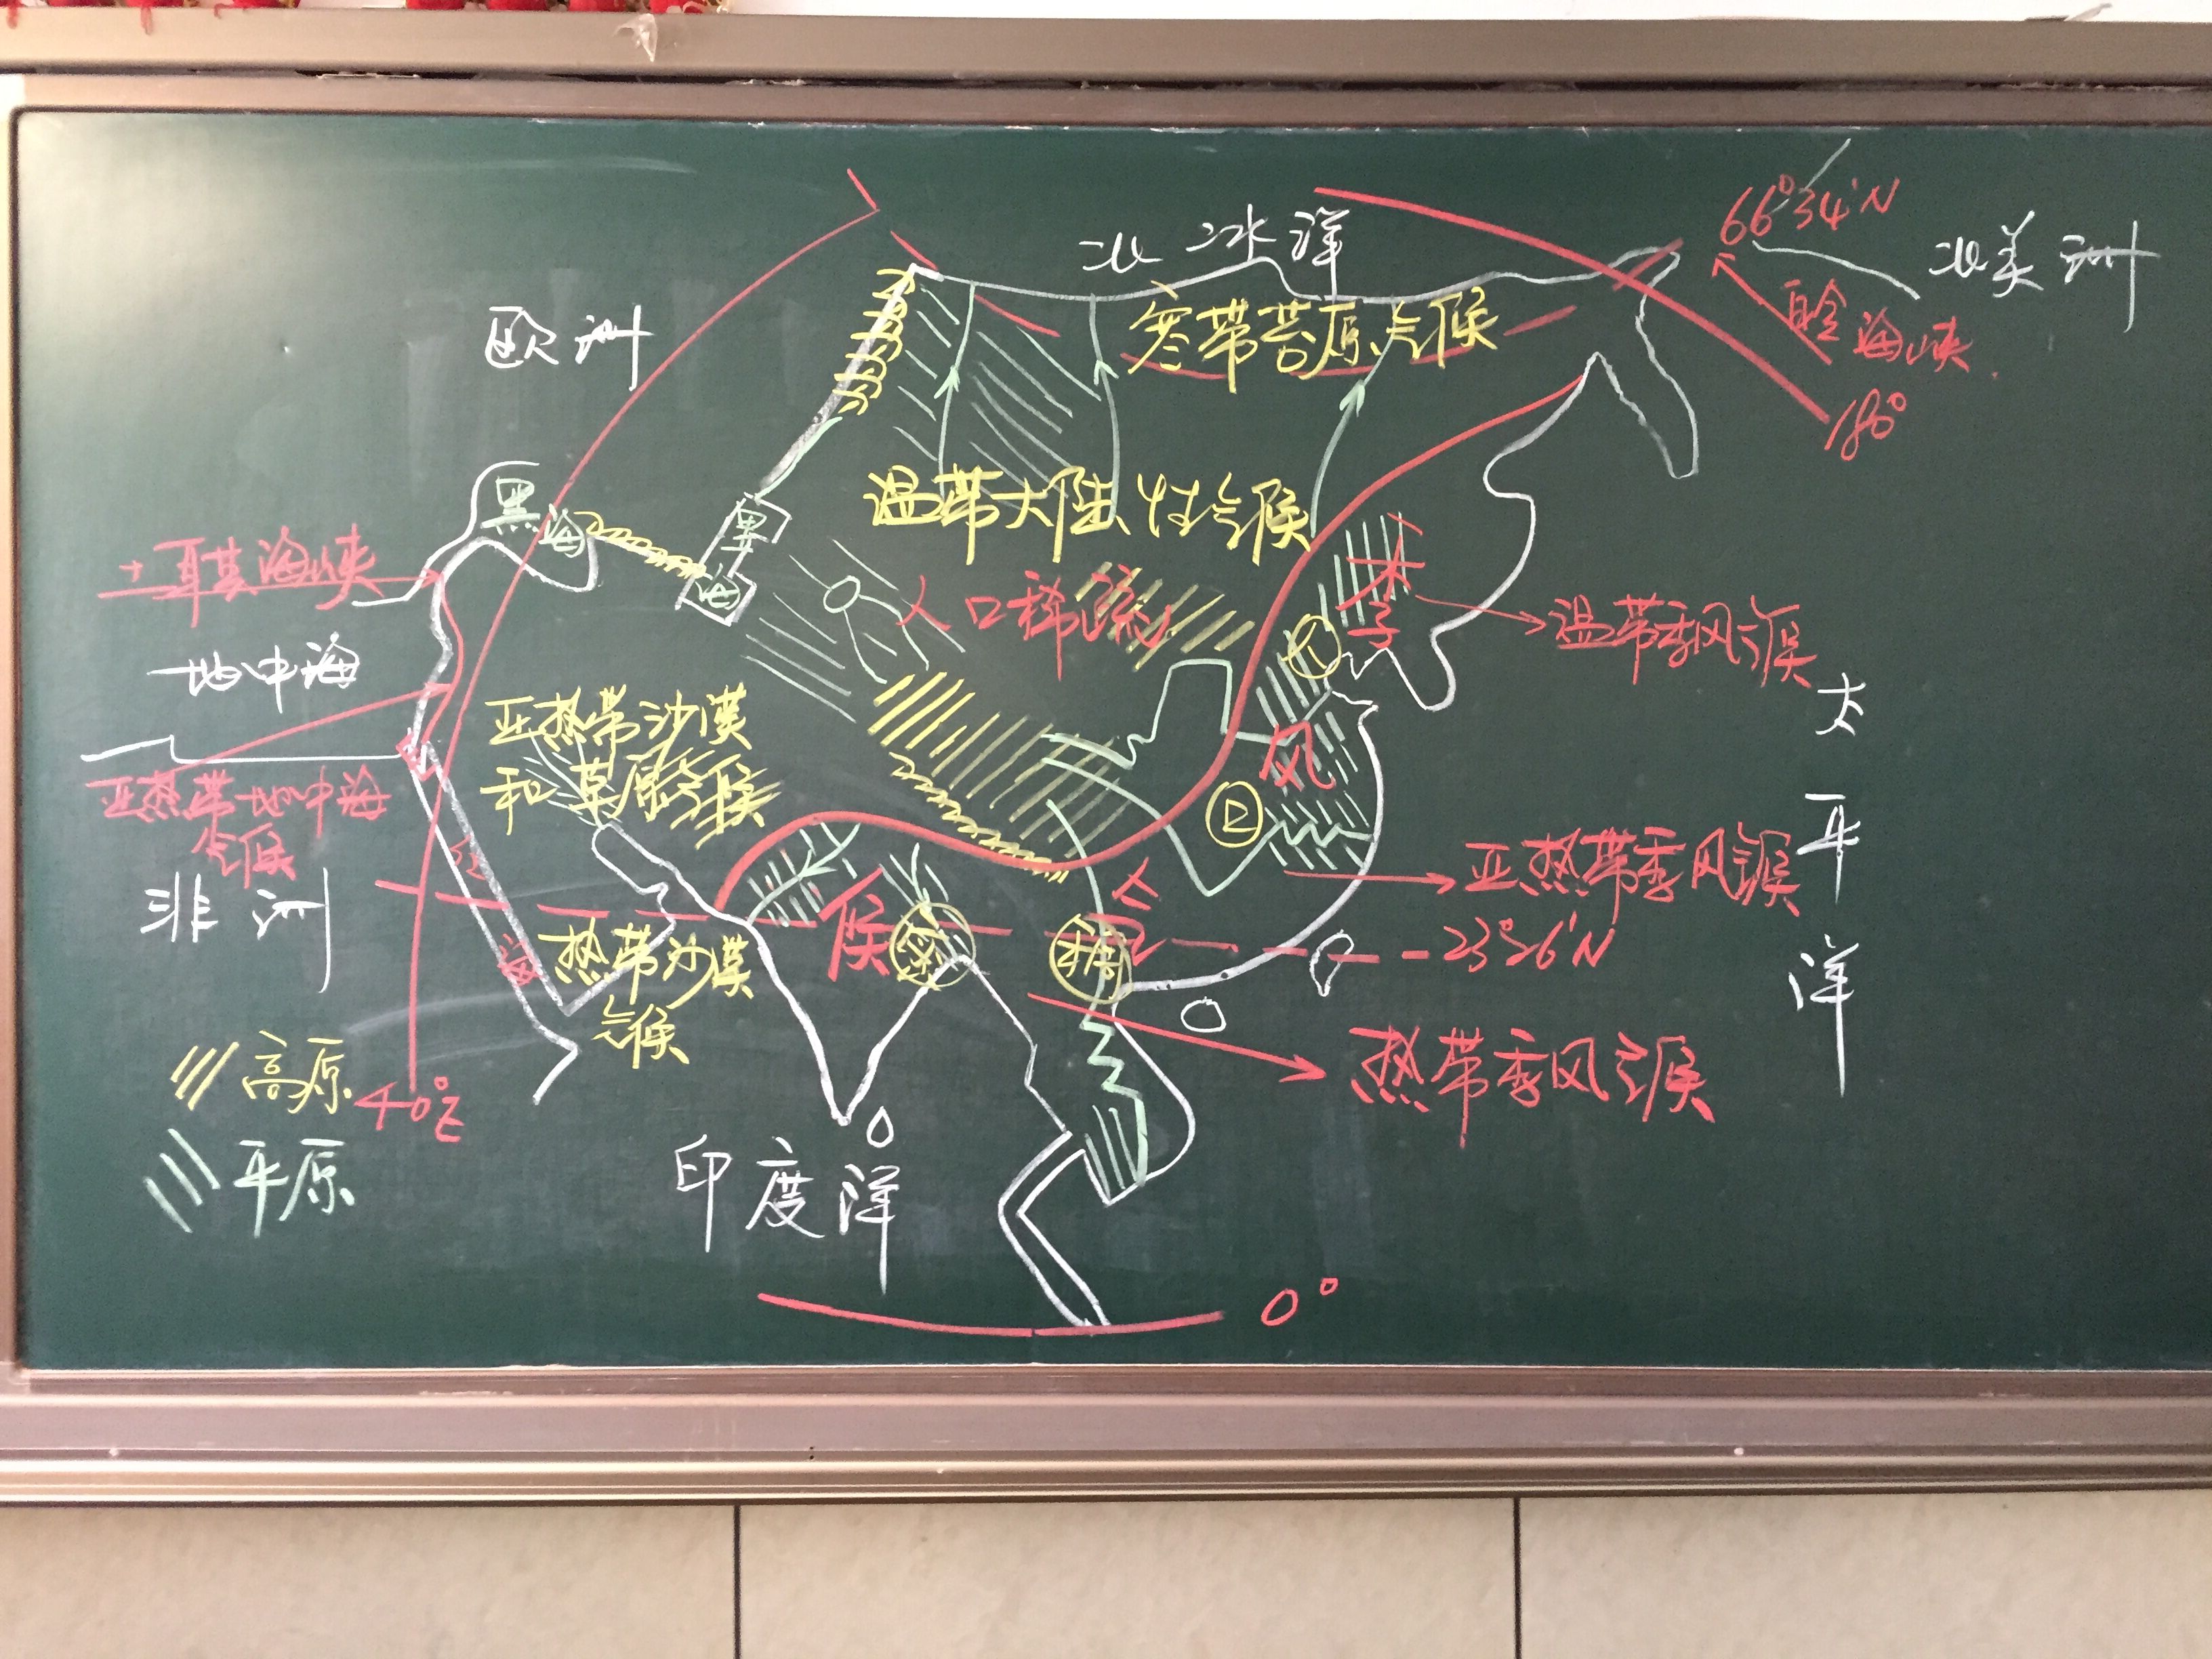 66°34′N
北冰洋
北美洲
欧洲
寒带苔原气候
白令海峡
180°
黑海
温带大陆性气候
里海
土耳其海峡
人口稀疏
季
温带季风气候
地中海
亚热带沙漠
和草原气候
太平洋
风
亚热带地中海
气候
红海
亚热带季风气候
非洲
候
23°26′N
热带沙漠
气候
热带季风气候
高原
40°E
平原
印度洋
0°